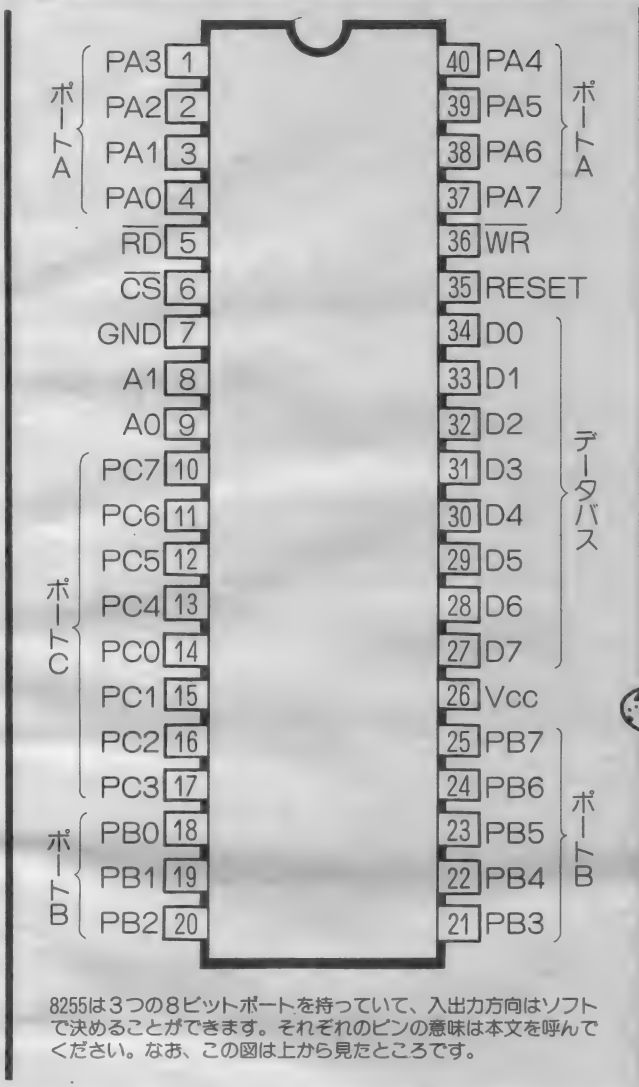 ポートA
PA3 1
PA2 2
PA1 3
PA0 4
RD 5
CS 6
GND 7
A1 8
A0 9
ポートC
PC7 10
PC6 11
PC5 12
PC4 13
PC0 14
PC1 15
PC2 16
PC3 17
ポートB
PB0 18
PB1 19
PB2 20
40 PA4
39 PA5
38 PA6
37 PA7
ポートA
36 WR
35 RESET
34 D0
33 D1
32 D2
31 D3
30 D4
29 D5
28 D6
27 D7
データバス
26 Vcc
25 PB7
24 PB6
23 PB5
22 PB4
21 PB3
ポートB
8255は3つの8ビットポートを持っていて、入出力方向はソフト
で決めることができます。それぞれのピンの意味は本文を呼んで
ください。なお、この図は上から見たところです。